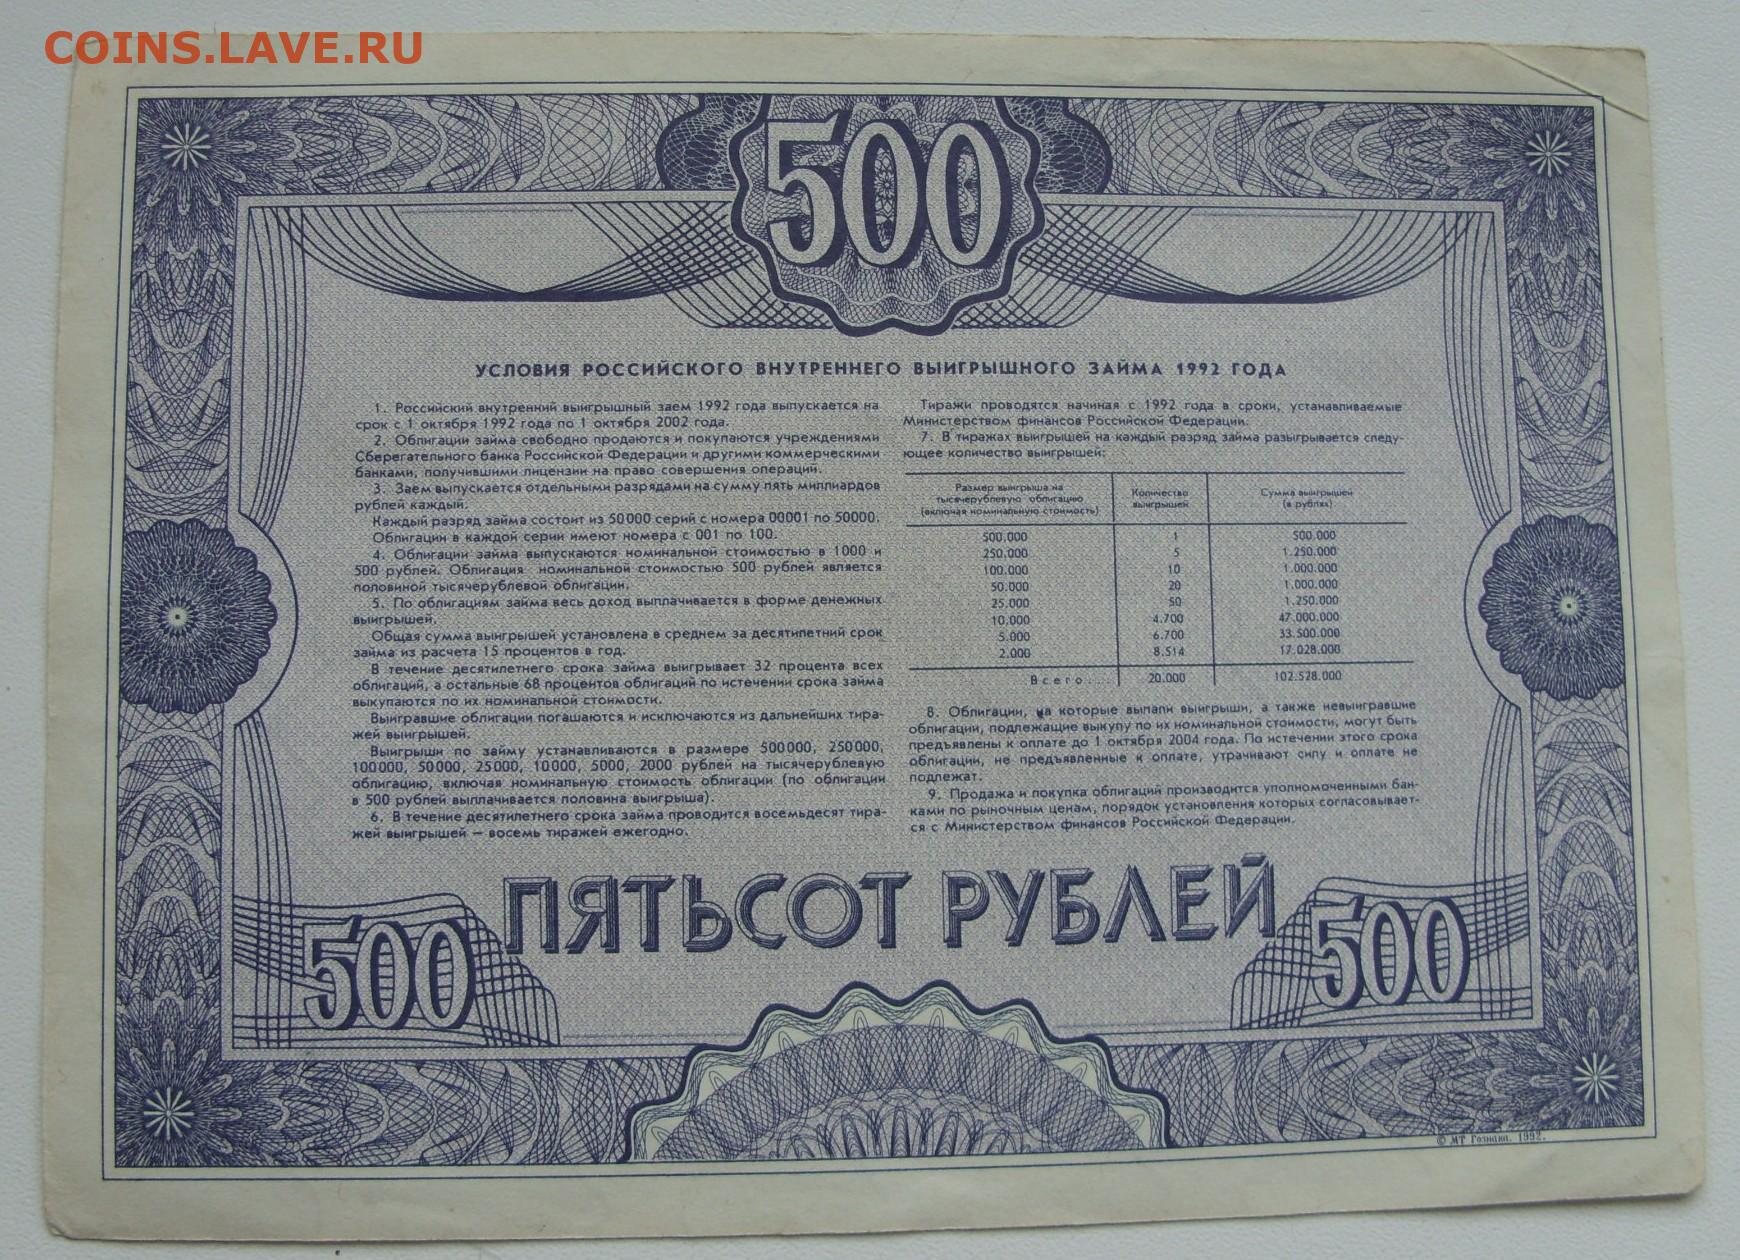 COINS.LAVE.RU
500
УСЛОВИЯ РОССИЙСКОГО ВНУТРЕННЕГО ВЫИГРЫШНОГО ЗАЙМА 1992 ГОДА
1. Российский внутренний выигрышный заем 1992 года выпускается на
срок с 1 октября 1992 года по 1 октября 2002 года.
2. Облигации займа свободно продаются и покупаются учреждениями
Сберегательного банка Российской Федерации и другими коммерческими
банками, получившими лицензии на право совершения операций.
3. Заем выпускается отдельными разрядами на сумму пять миллиардов
рублей каждый.
Каждый разряд займа состоит из 50000 серий с номера 00001 по 50000.
Облигации в каждой серии имеют номера с 001 по 100.
4. Облигации займа выпускаются номинальной стоимостью в 1000 и
500 рублей. Облигация номинальной стоимостью 500 рублей является
половиной тысячерублевой облигации.
5. По облигациям займа весь доход выплачивается в форме денежных
выигрышей.
Общая сумма выигрышей установлена в среднем за десятилетний срок
займа из расчета 15 процентов в год.
В течение десятилетнего срока займа выигрывает 32 процента всех
облигаций, а остальные 68 процентов облигаций по истечении срока займа
выкупаются по их номинальной стоимости.
Выигравшие облигации погашаются и исключаются из дальнейших тира-
жей выигрышей.
Выигрыши по займу устанавливаются в размере 500000, 250000,
100000, 50000, 25000, 10000, 5000, 2000 рублей на тысячерублевую
облигацию, включая номинальную стоимость облигации (по облигации
в 500 рублей выплачивается половина выигрыша).
6. В течение десятилетнего срока займа проводится восемьдесят тира-
жей выигрышей — восемь тиражей ежегодно.
Тиражи проводятся начиная с 1992 года в сроки, устанавливаемые
Министерством финансов Российской Федерации.
7. В тиражах выигрышей на каждый разряд займа разыгрывается следу-
ющее количество выигрышей:
Размер выигрыша на тысячерублевую облигацию (включая номинальную стоимость) Количество выигрышей Сумма выигрышей (в рублях)
500.000 1 500.000
250.000 5 1.250.000
100.000 10 1.000.000
50.000 20 1.000.000
25.000 50 1.250.000
10.000 4.700 47.000.000
5.000 6.700 33.500.000
2.000 8.514 17.028.000
Всего.... 20.000 102.528.000
8. Облигации, на которые выпали выигрыши, а также невыигравшие
облигации, подлежащие выкупу по их номинальной стоимости, могут быть
предъявлены к оплате до 1 октября 2004 года. По истечении этого срока
облигации, не предъявленные к оплате, утрачивают силу и оплате не
подлежат.
9. Продажа и покупка облигаций производится уполномоченными бан-
ками по рыночным ценам, порядок установления которых согласовывает-
ся с Министерством финансов Российской Федерации.
ПЯТЬСОТ РУБЛЕЙ
500
500
© МТ Гознака. 1992.